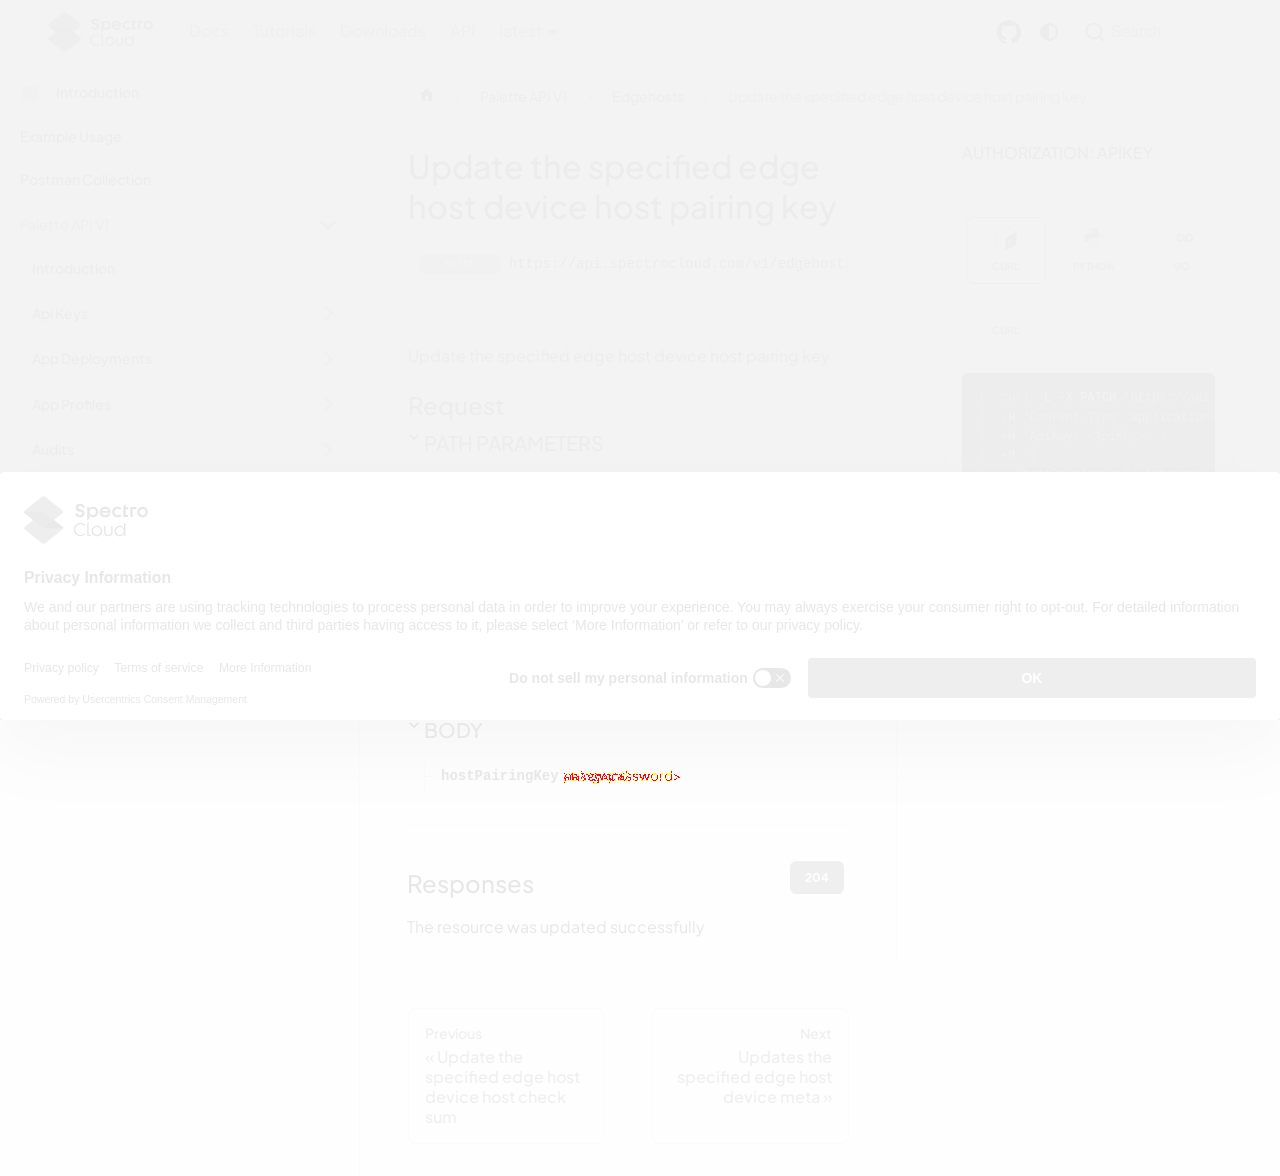 Spectro Cloud
Docs Tutorials Downloads API latest
Search
Introduction
Example Usage
Postman Collection
Palette API V1
Introduction
Api Keys
App Deployments
App Profiles
Audits
Palette API V1
Edgehosts
Update the specified edge host device host pairing key
Update the specified edge
host device host pairing key
https://api.spectrocloud.com/v1/edgehost
Update the specified edge host device host pairing key
Request
PATH PARAMETERS
AUTHORIZATION: APIKEY
CURL PYTHON GO
CURL
PATCH
Spectro
Cloud
Privacy Information
We and our partners are using tracking technologies to process personal data in order to improve your experience. You may always exercise your consumer right to opt-out. For detailed information
about personal information we collect and third parties having access to it, please select 'More Information' or refer to our privacy policy.
Privacy policy Terms of service More Information
Powered by Usercentrics Consent Management
Do not sell my personal information
OK
BODY
hostPairingKey
Responses
204
The resource was updated successfully
Previous
« Update the
specified edge host
device host check
sum
Next
Updates the
specified edge host
device meta »